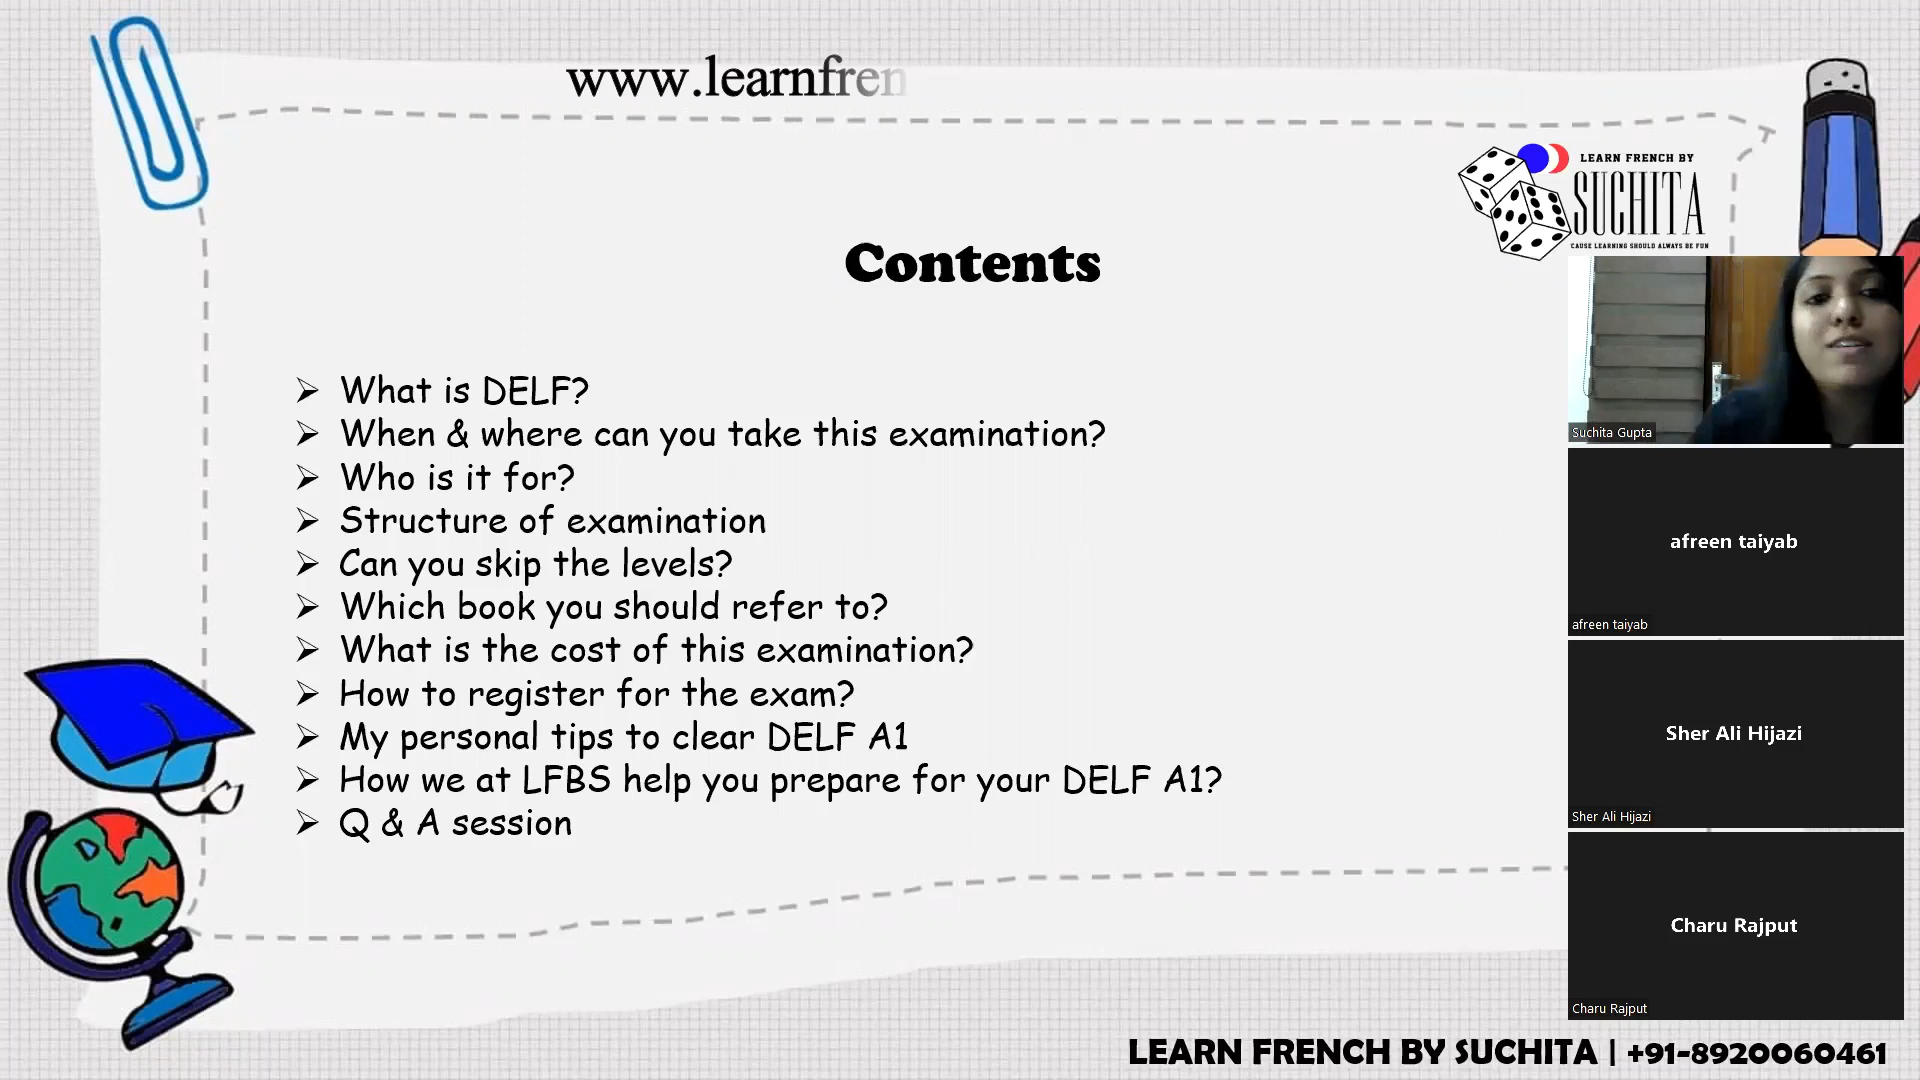 www.learnfren
LEARN FRENCH BY
SUCHITA
CAUSE LEARNING SHOULD ALWAYS BE FUN
Contents
What is DELF?
When & where can you take this examination?
Who is it for?
Structure of examination
Can you skip the levels?
Which book you should refer to?
What is the cost of this examination?
How to register for the exam?
My personal tips to clear DELF A1
How we at LFBS help you prepare for your DELF A1?
Q & A session
Suchita Gupta
afreen taiyab
afreen taiyab
Sher Ali Hijazi
Sher Ali Hijazi
Charu Rajput
Charu Rajput
LEARN FRENCH BY SUCHITA | +91-8920060461